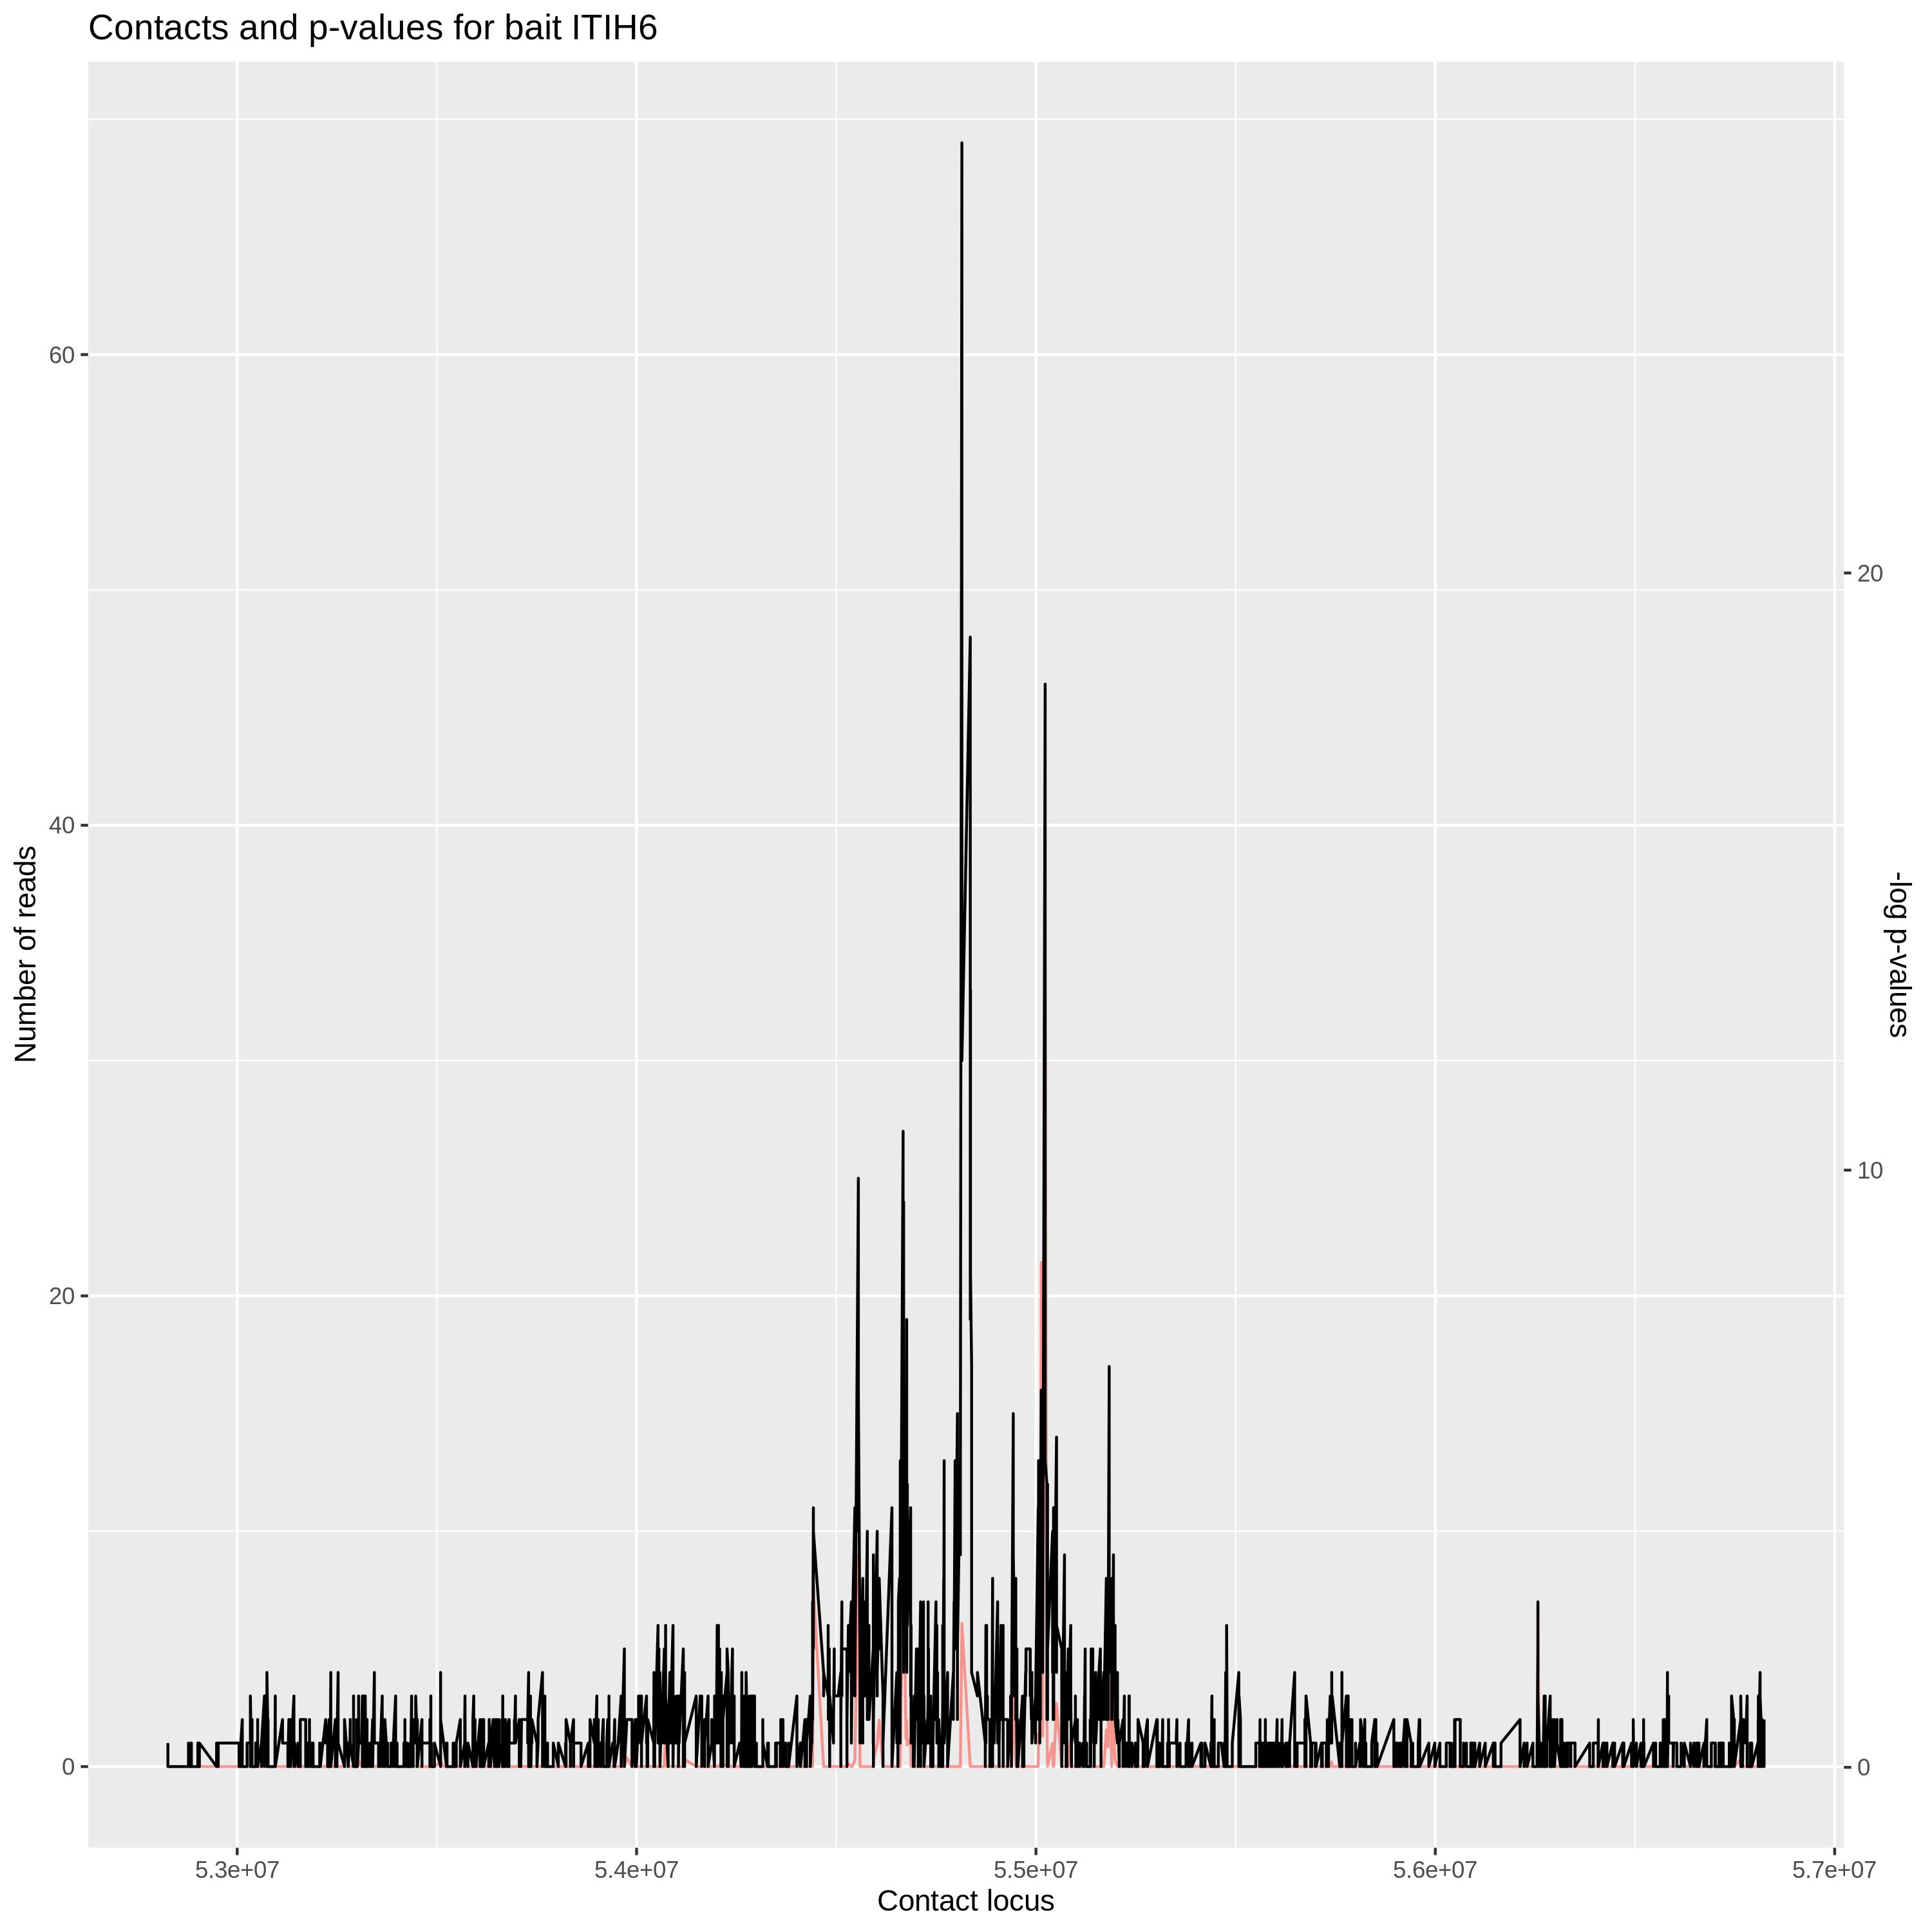 Contacts and p-values for bait ITIH6
Number of reads
60
40
20
0
-log p-values
20
10
0
5.3e+07
5.4e+07
5.5e+07
5.6e+07
5.7e+07
Contact locus